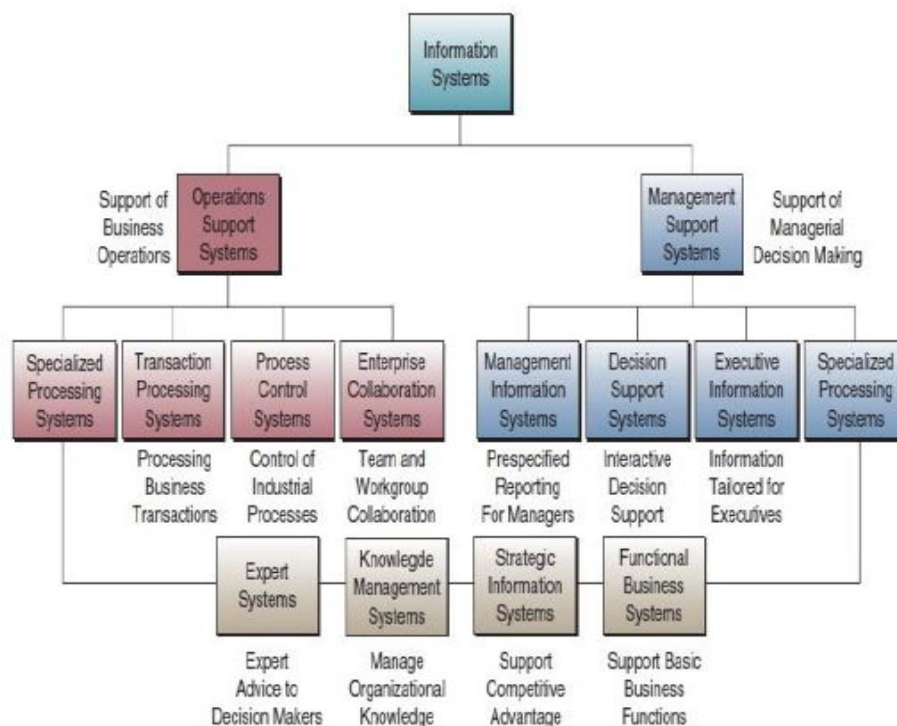 Information
Systems
Support of
Business
Operations
Operations
Support
Systems
Management
Support
Systems
Support of
Managerial
Decision Making
Specialized
Processing
Systems
Transaction
Processing
Systems
Process
Control
Systems
Enterprise
Collaboration
Systems
Management
Information
Systems
Decision
Support
Systems
Executive
Information
Systems
Specialized
Processing
Systems
Processing
Business
Transactions
Control of
Industrial
Processes
Team and
Workgroup
Collaboration
Prespecified
Reporting
For Managers
Interactive
Decision
Support
Information
Tailored for
Executives
Expert
Systems
Knowlegde
Management
Systems
Strategic
Information
Systems
Functional
Business
Systems
Expert
Advice to
Decision Makers
Manage
Organizational
Knowledge
Support
Competitive
Advantage
Support Basic
Business
Functions